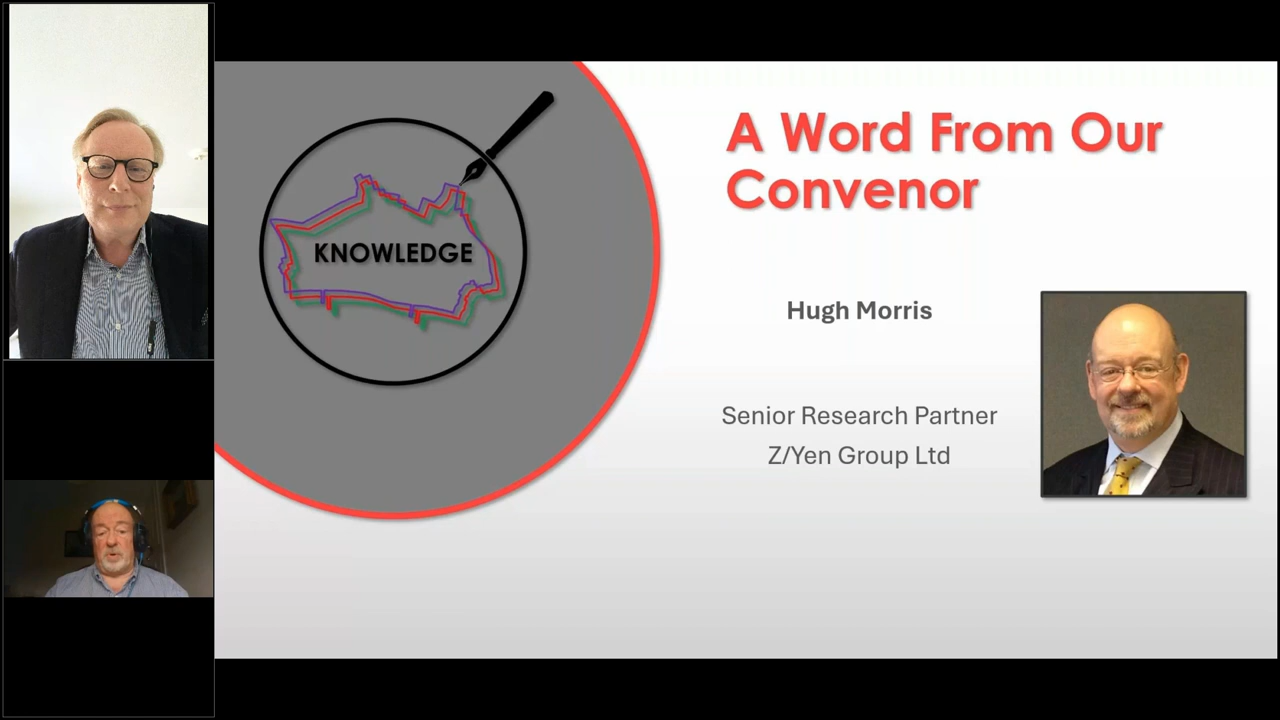 KNOWLEDGE
A Word From Our
Convenor
Hugh Morris
Senior Research Partner
Z/Yen Group Ltd